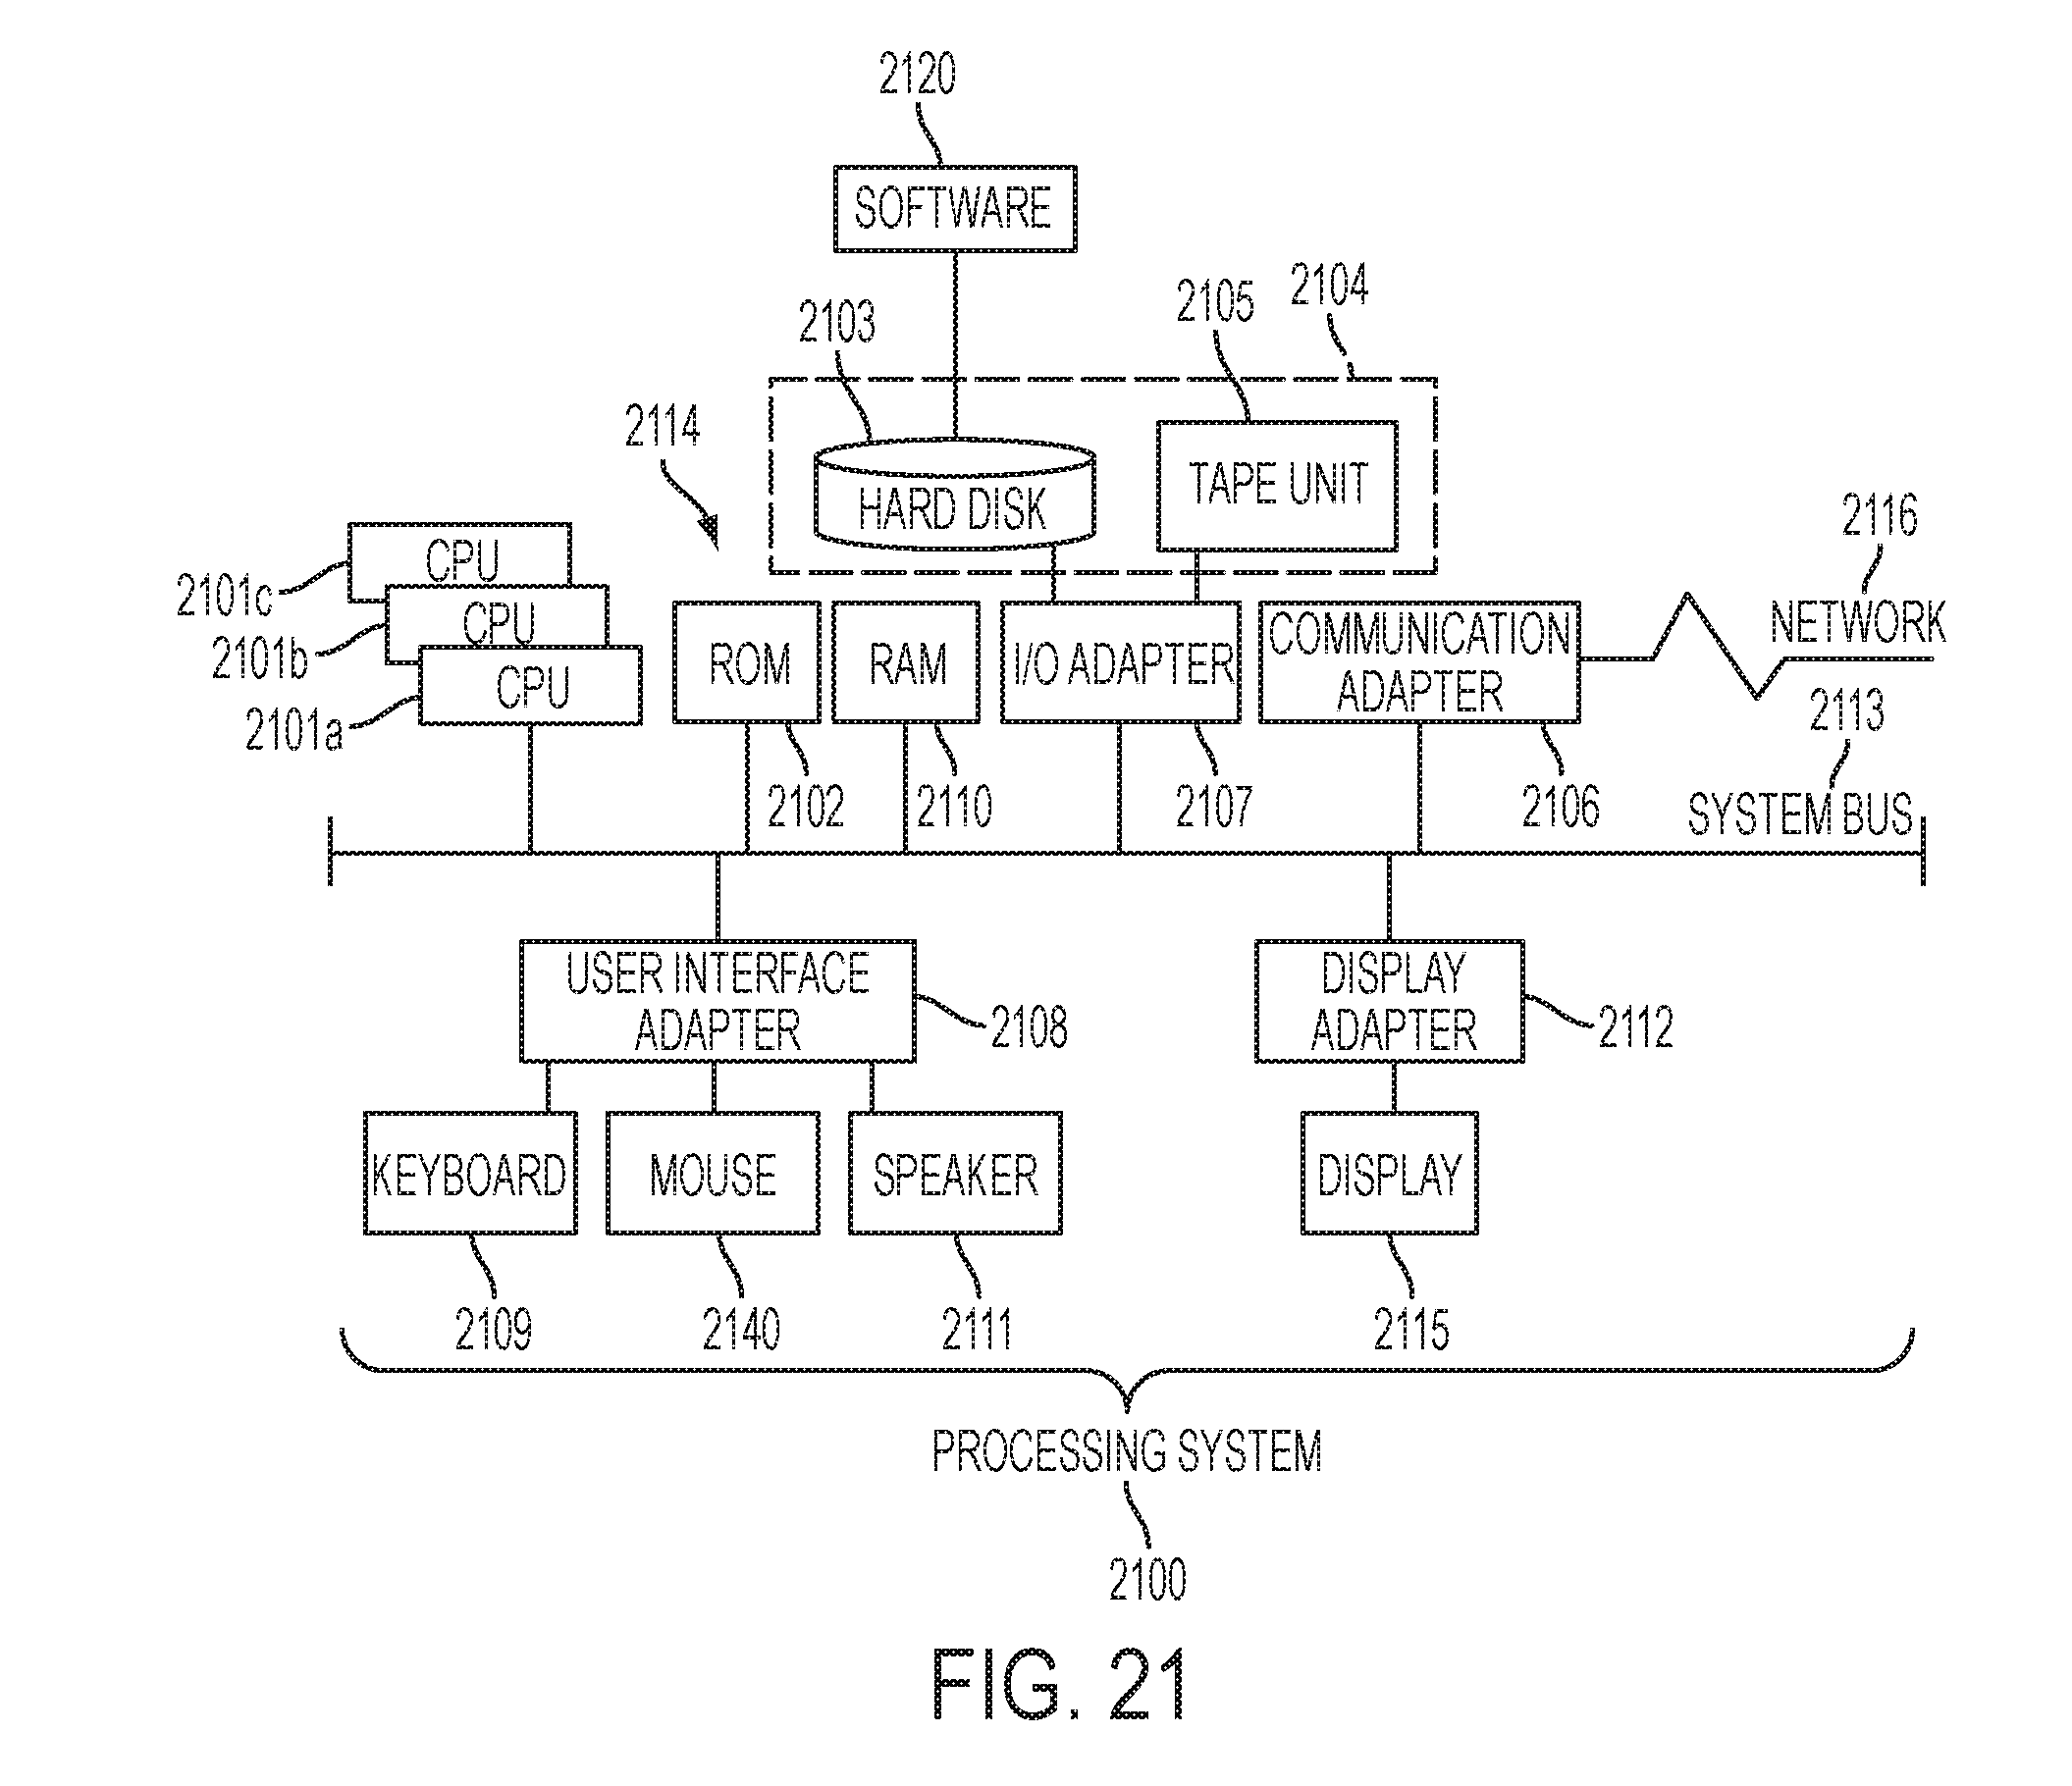 2120
SOFTWARE
2104
2105
2103
2114
HARD DISK
TAPE UNIT
2116
NETWORK
CPU
2101c
CPU
2101b
CPU
2101a
ROM
RAM
I/O ADAPTER
COMMUNICATION
ADAPTER
2113
2102
2110
2107
2106
SYSTEM BUS
USER INTERFACE
ADAPTER
2108
DISPLAY
ADAPTER
2112
KEYBOARD
MOUSE
SPEAKER
DISPLAY
2109
2140
2111
2115
PROCESSING SYSTEM
2100
FIG. 21